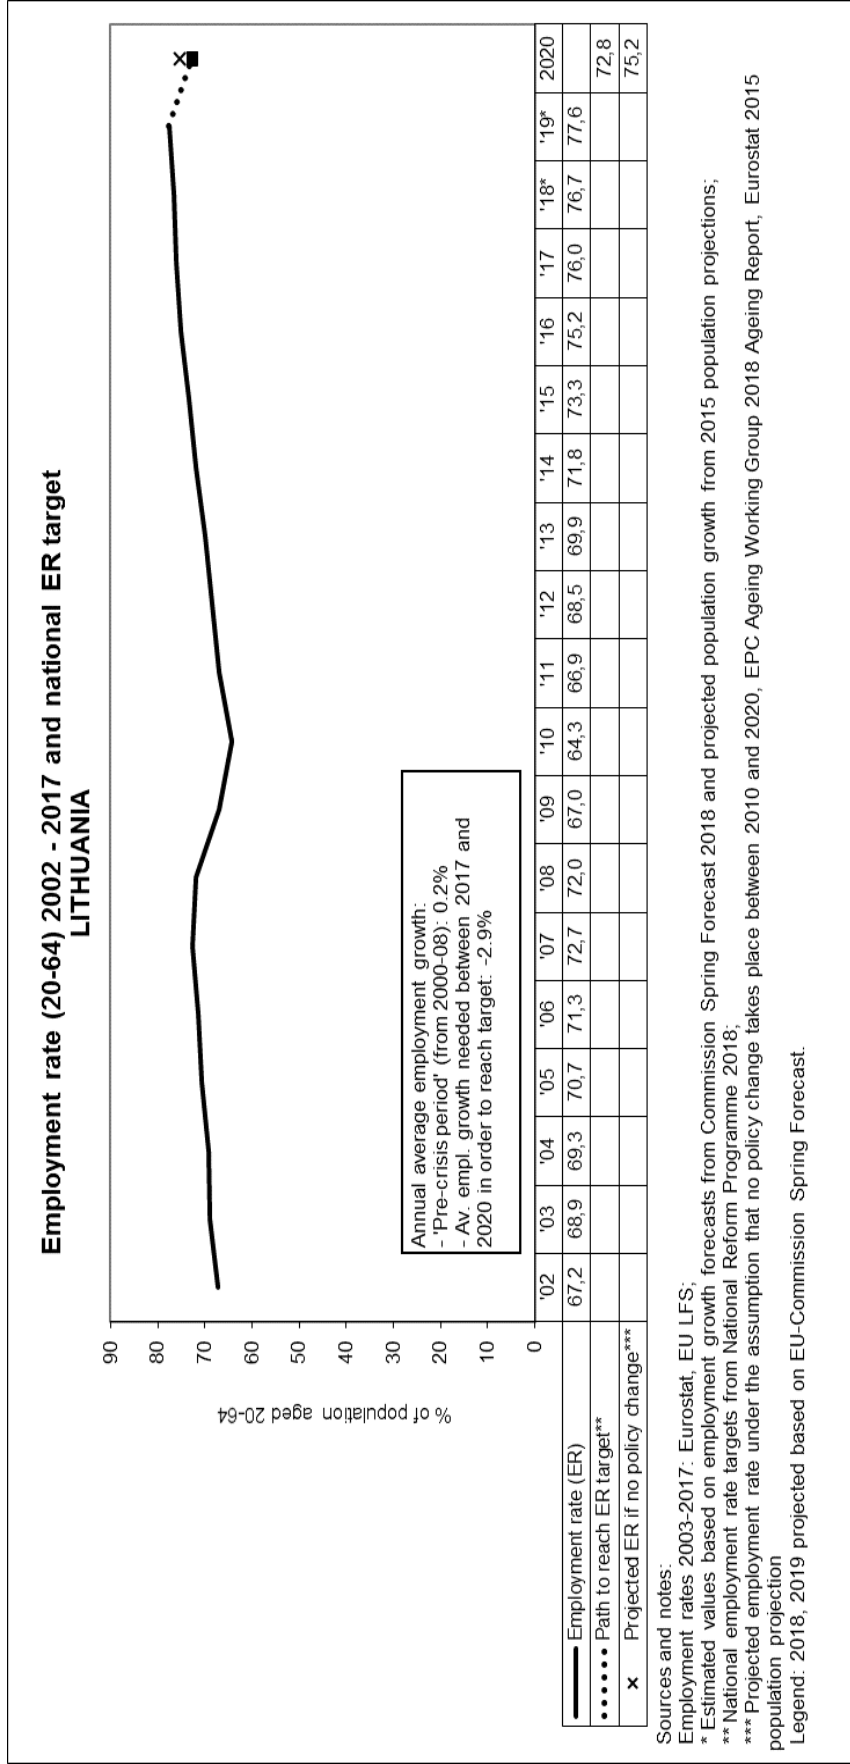 Employment rate (20-64) 2002 - 2017 and national ER target
LITHUANIA
90
80
70
60
50
40
30
20
10
0
% of population aged 20-64
Annual average employment growth:
- 'Pre-crisis period' (from 2000-08): 0.2%
- Av. empl. growth needed between 2017 and
2020 in order to reach target: -2.9%
'02 '03 '04 '05 '06 '07 '08 '09 '10 '11 '12 '13 '14 '15 '16 '17 '18* '19* 2020
Employment rate (ER) 67,2 68,9 69,3 70,7 71,3 72,7 72,0 67,0 64,3 66,9 68,5 69,9 71,8 73,3 75,2 76,0 76,7 77,6
Path to reach ER target** 72,8
Projected ER if no policy change*** 75,2
Sources and notes:
Employment rates 2003-2017: Eurostat, EU LFS;
* Estimated values based on employment growth forecasts from Commission Spring Forecast 2018 and projected population growth from 2015 population projections;
** National employment rate targets from National Reform Programme 2018;
*** Projected employment rate under the assumption that no policy change takes place between 2010 and 2020, EPC Ageing Working Group 2018 Ageing Report, Eurostat 2015
population projection
Legend: 2018, 2019 projected based on EU-Commission Spring Forecast.